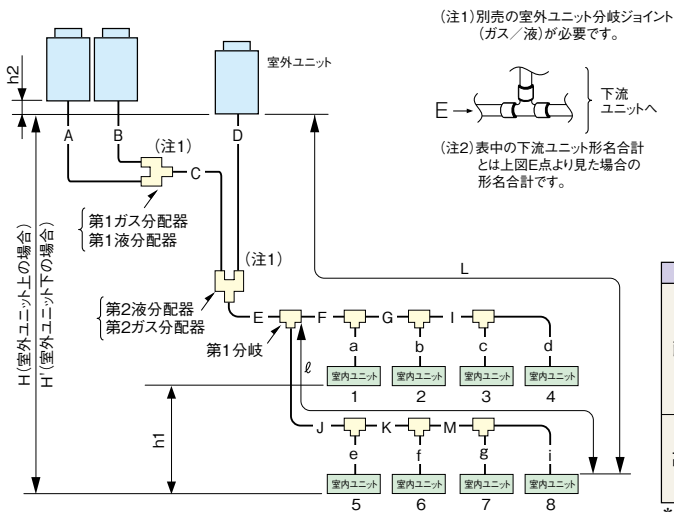 (注1)別売の室外ユニット分岐ジョイント
(ガス／液)が必要です。
E
下流
ユニットへ
(注2)表中の下流ユニット形名合計
とは上図E点より見た場合の
形名合計です。
室外ユニット
h2
A
B
D
(注1)
C
第1ガス分配器
第1液分配器
H(室外ユニット上の場合)
H'(室外ユニット下の場合)
L
(注1)
第2液分配器
第2ガス分配器
E
F
G
I
第1分岐
a
b
c
d
ℓ
室内ユニット
室内ユニット
室内ユニット
室内ユニット
1
2
3
4
h1
J
K
M
e
f
g
i
室内ユニット
室内ユニット
室内ユニット
室内ユニット
5
6
7
8
*